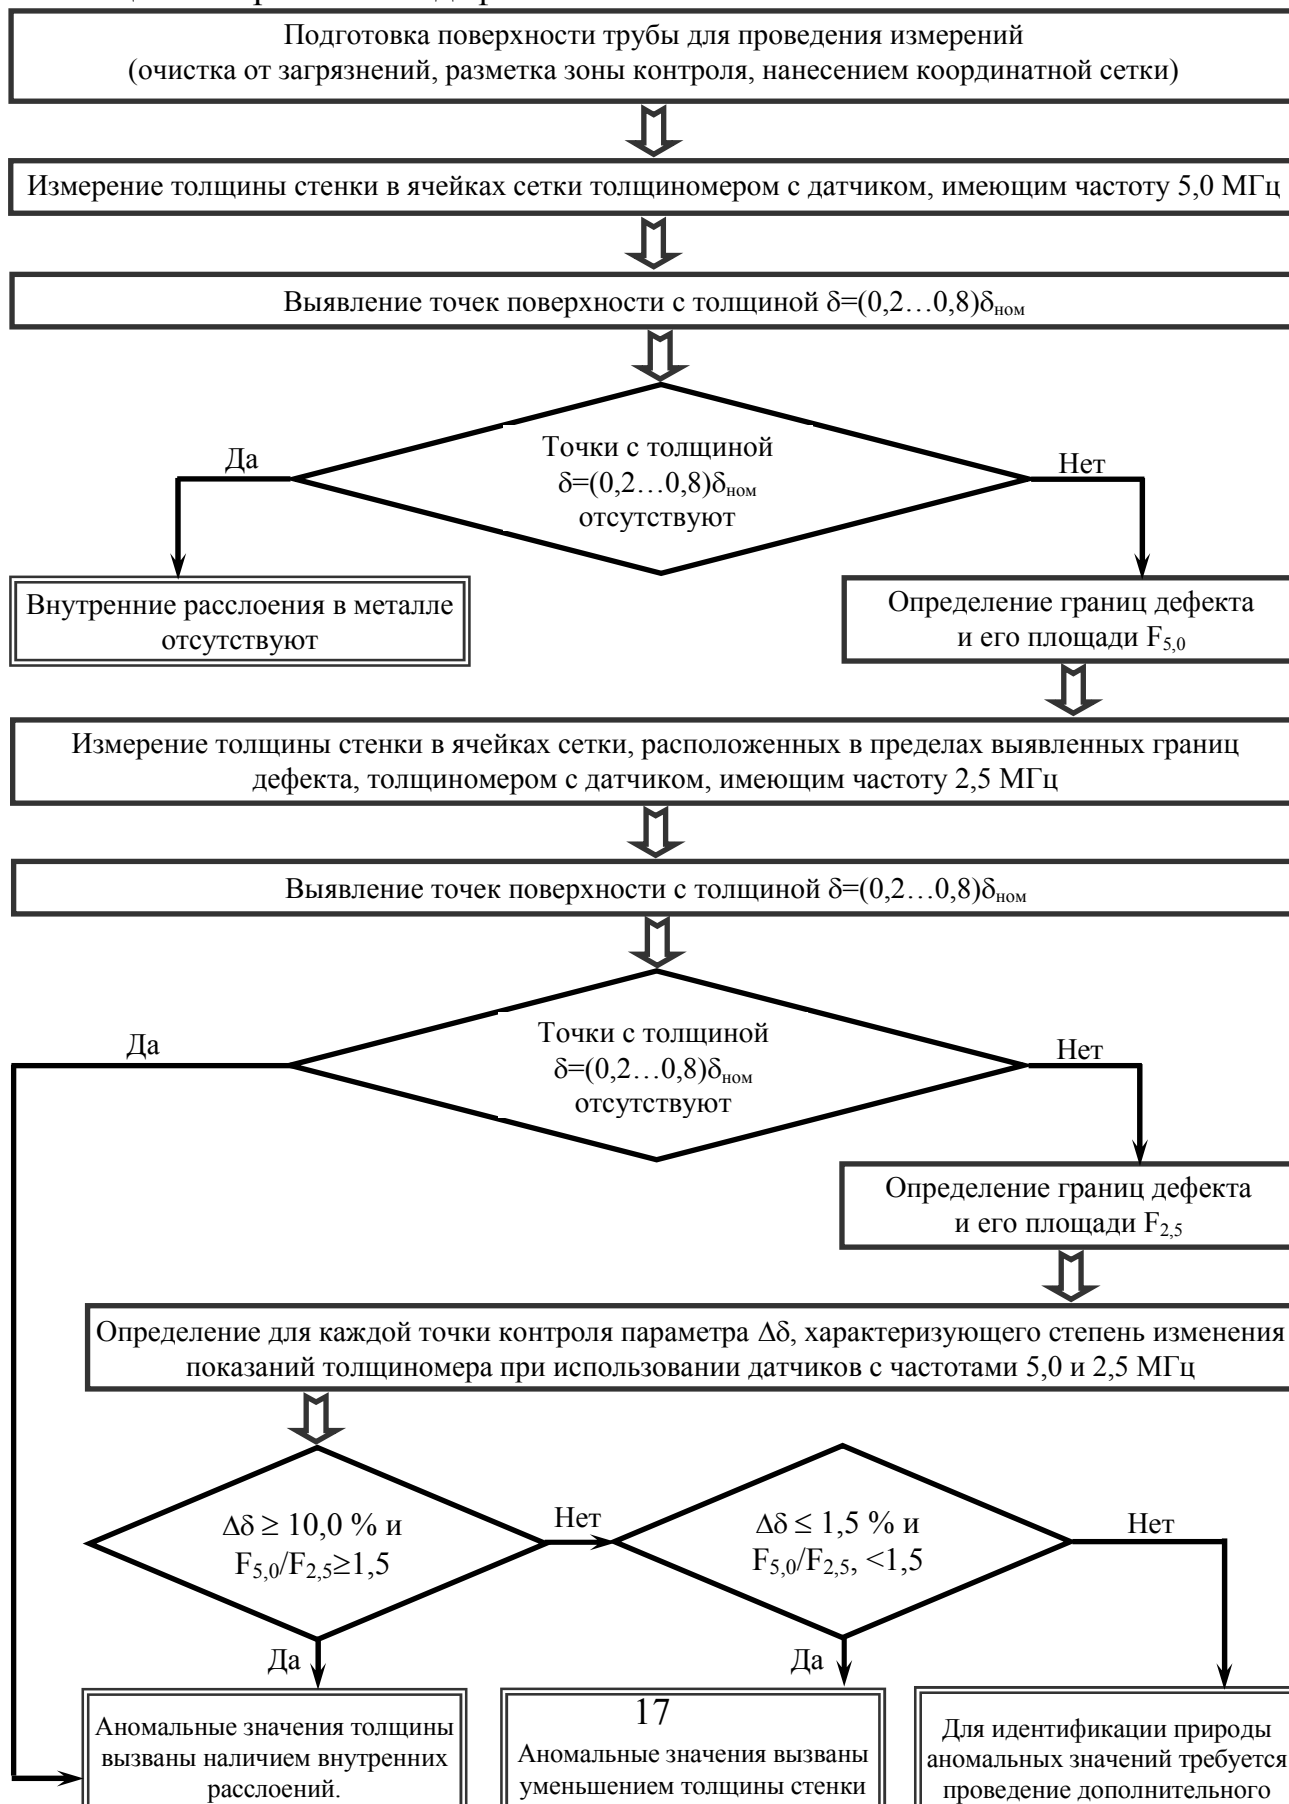 Подготовка поверхности трубы для проведения измерений
(очистка от загрязнений, разметка зоны контроля, нанесением координатной сетки)
Измерение толщины стенки в ячейках сетки толщиномером с датчиком, имеющим частоту 5,0 МГц
Выявление точек поверхности с толщиной δ=(0,2…0,8)δном
Точки с толщиной
δ=(0,2…0,8)δном
отсутствуют
Да
Нет
Внутренние расслоения в металле
отсутствуют
Определение границ дефекта
и его площади F5,0
Измерение толщины стенки в ячейках сетки, расположенных в пределах выявленных границ
дефекта, толщиномером с датчиком, имеющим частоту 2,5 МГц
Выявление точек поверхности с толщиной δ=(0,2…0,8)δном
Точки с толщиной
δ=(0,2…0,8)δном
отсутствуют
Да
Нет
Определение границ дефекта
и его площади F2,5
Определение для каждой точки контроля параметра Δδ, характеризующего степень изменения
показаний толщиномера при использовании датчиков с частотами 5,0 и 2,5 МГц
Δδ ≥ 10,0 % и
F5,0/F2,5≥1,5
Нет
Δδ ≤ 1,5 % и
F5,0/F2,5, <1,5
Нет
Да
Да
Аномальные значения толщины
вызваны наличием внутренних
расслоений.
17
Аномальные значения вызваны
уменьшением толщины стенки
Для идентификации природы
аномальных значений требуется
проведение дополнительного